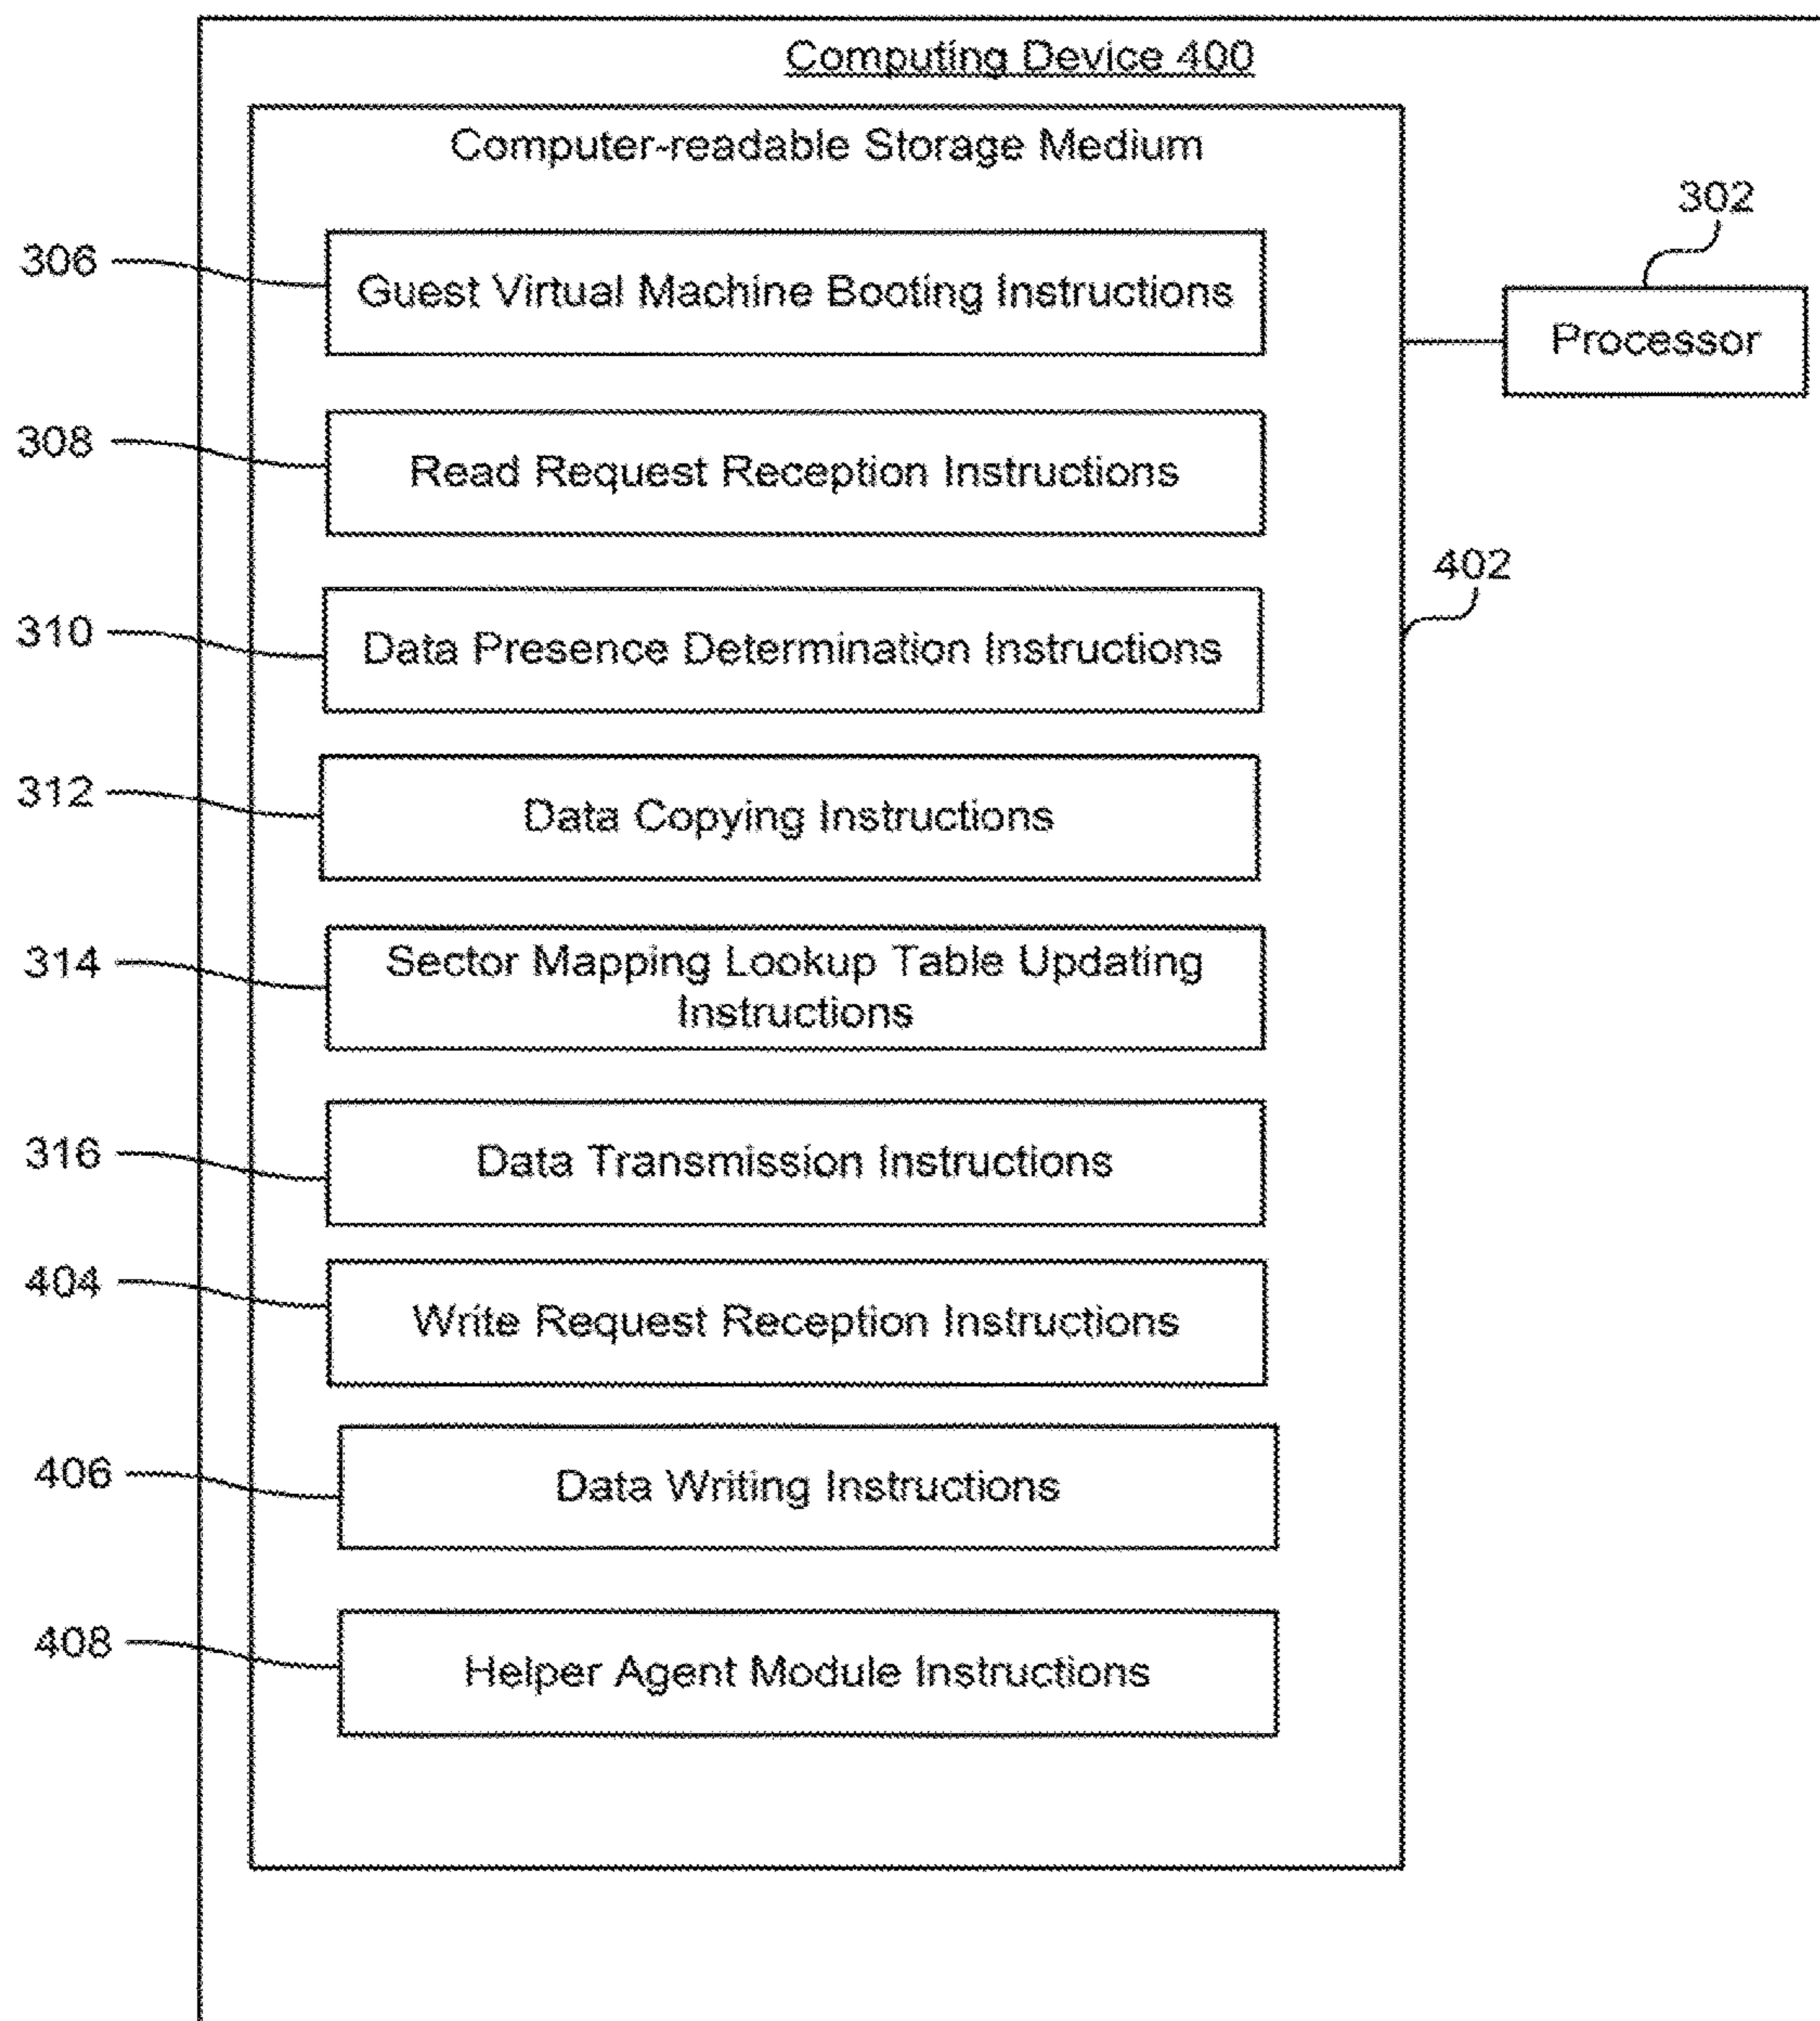 Computing Device 400
Computer-readable Storage Medium
302
306
Guest Virtual Machine Booting Instructions
Processor
308
Read Request Reception Instructions
402
310
Data Presence Determination Instructions
312
Data Copying Instructions
314
Sector Mapping Lookup Table Updating
Instructions
316
Data Transmission Instructions
404
Write Request Reception Instructions
406
Data Writing Instructions
408
Helper Agent Module Instructions